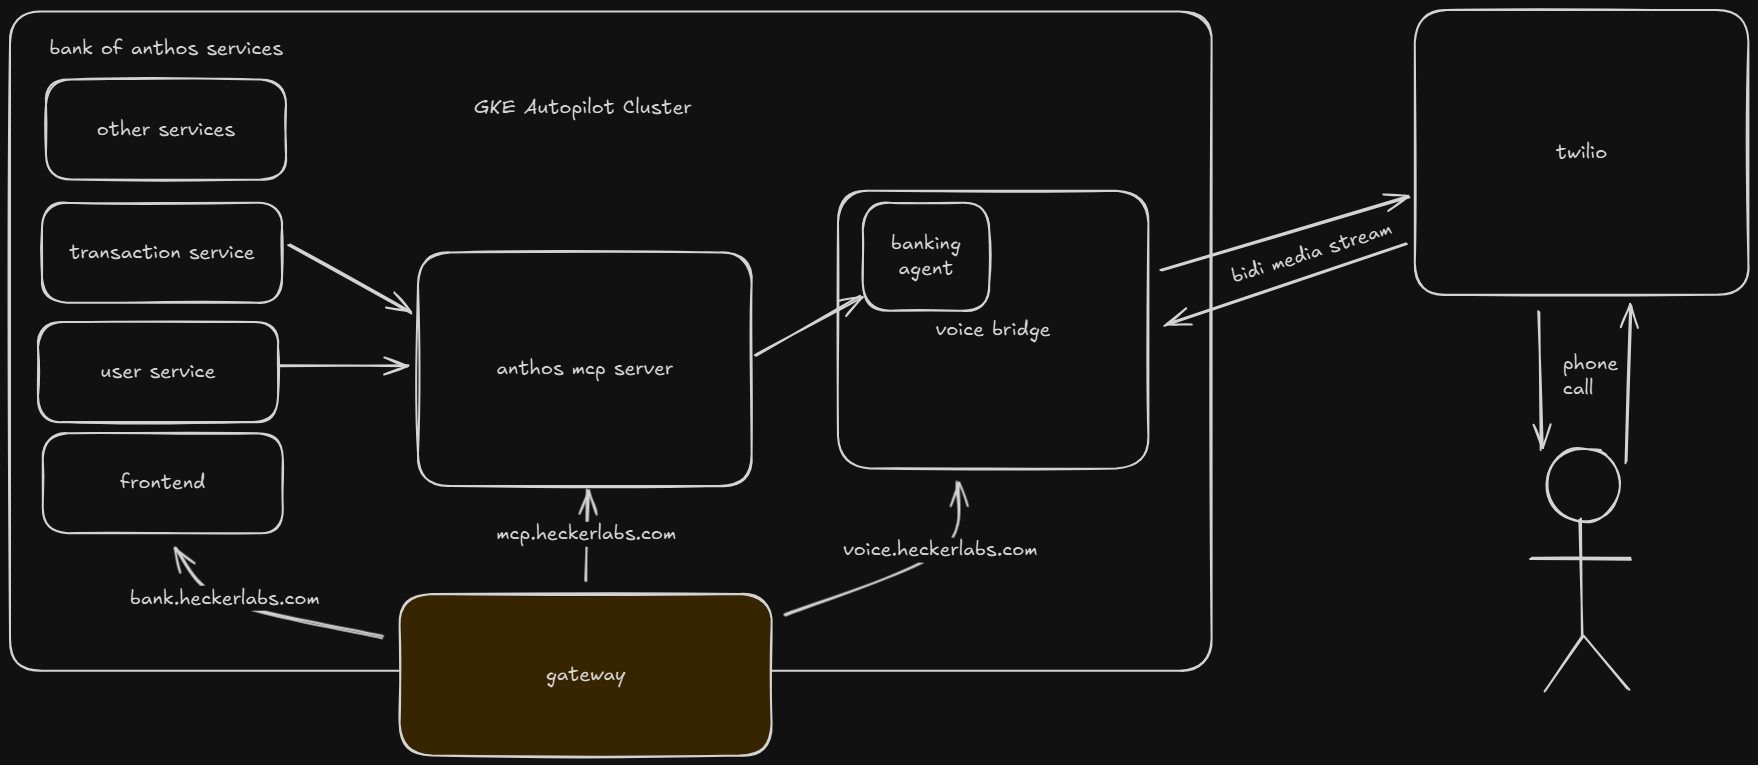 bank of anthos services
other services
GKE Autopilot Cluster
twilio
transaction service
banking
agent
bidi media stream
voice bridge
user service
anthos mcp server
phone
call
frontend
mcp.heckerlabs.com
voice.heckerlabs.com
bank.heckerlabs.com
gateway